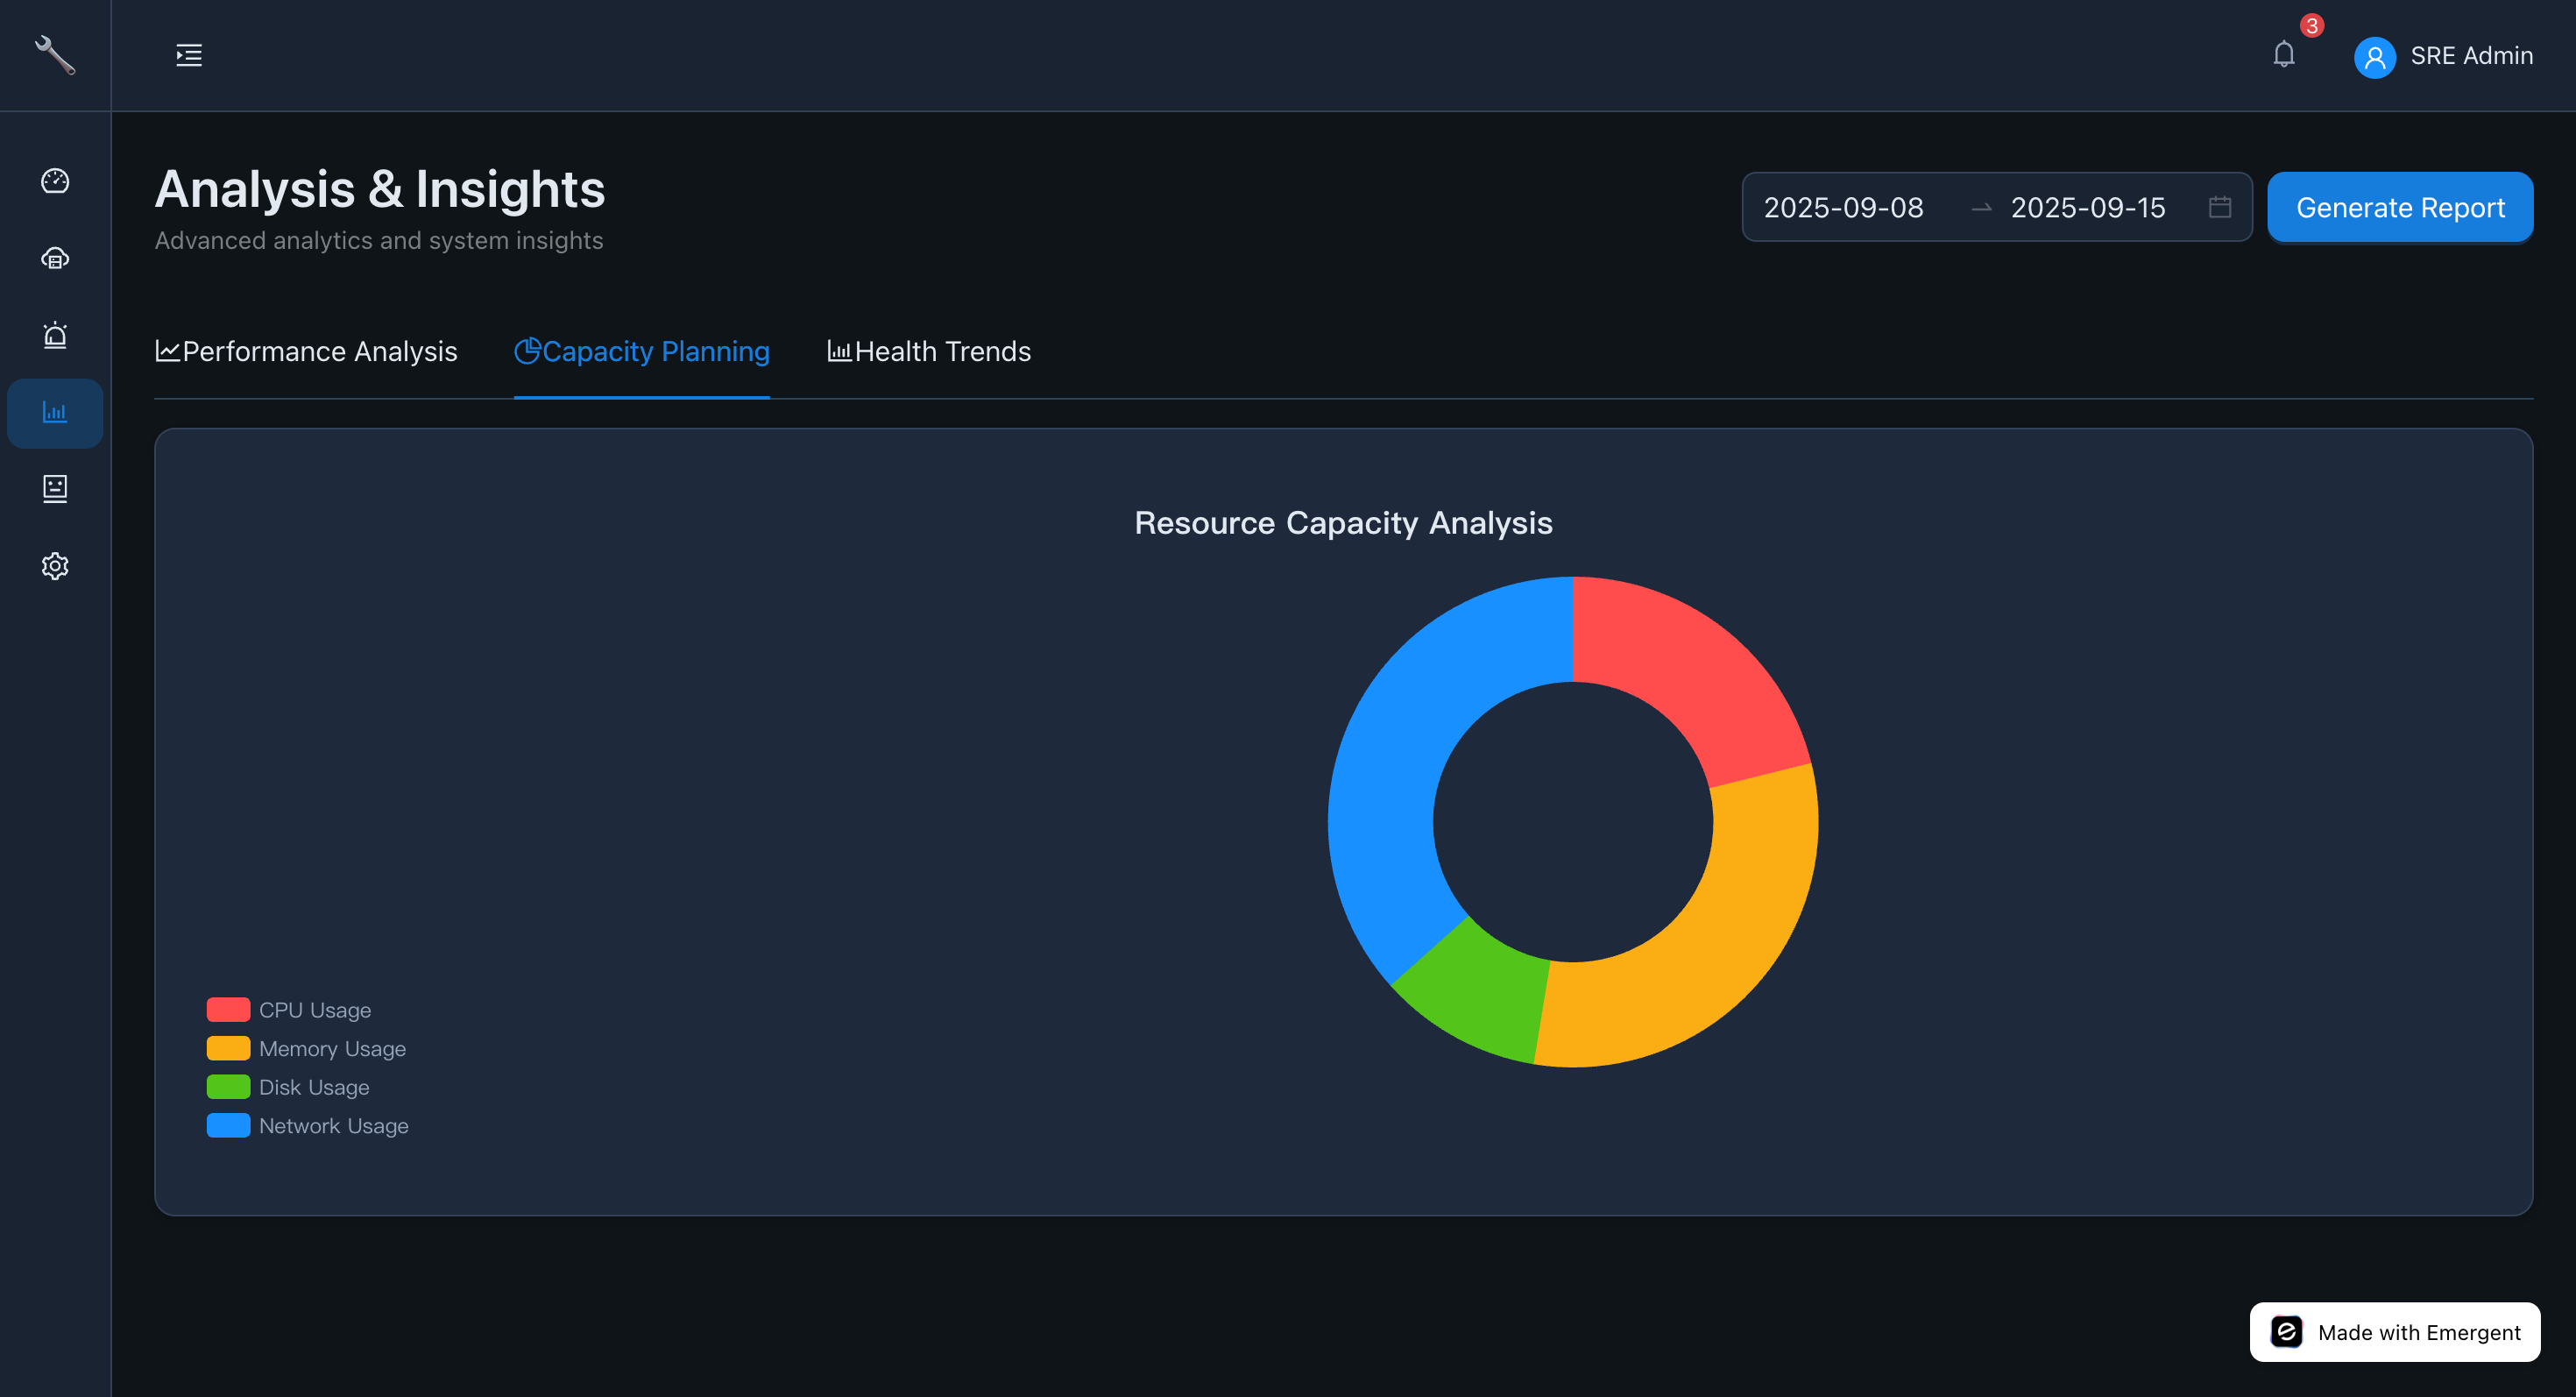 3
SRE Admin
Analysis & Insights
Advanced analytics and system insights
2025-09-08
2025-09-15
Generate Report
Performance Analysis
Capacity Planning
Health Trends
Resource Capacity Analysis
CPU Usage
Memory Usage
Disk Usage
Network Usage
Made with Emergent